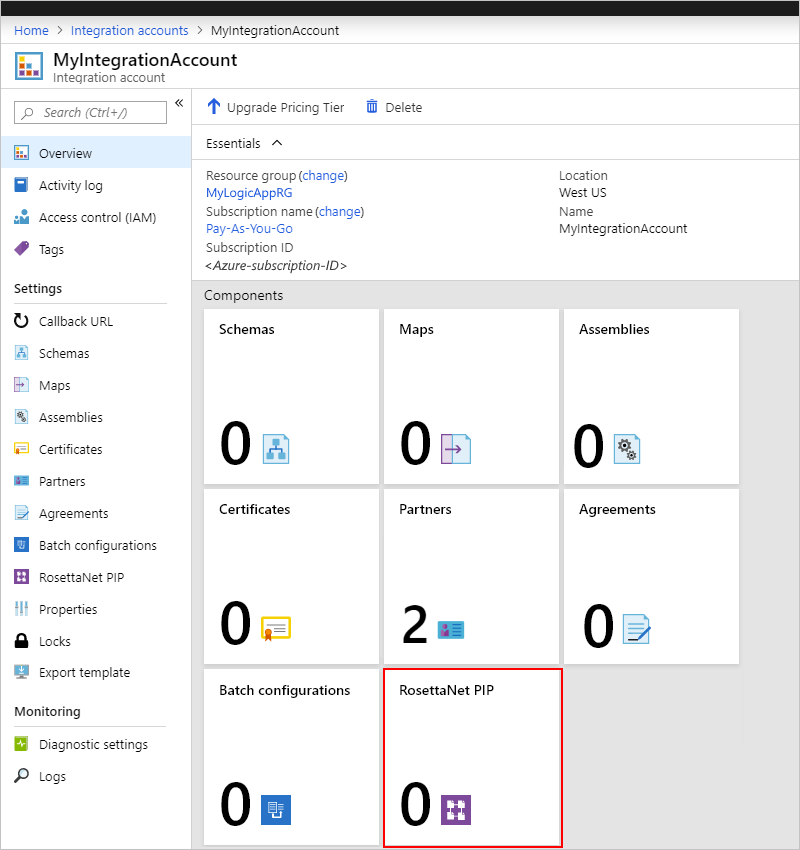 Home > Integration accounts > MyIntegrationAccount
MyIntegrationAccount
Integration account
Search (Ctrl+/)
«
Overview
Activity log
Access control (IAM)
Tags
Settings
Callback URL
Schemas
Maps
Assemblies
Certificates
Partners
Agreements
Batch configurations
RosettaNet PIP
Properties
Locks
Export template
Monitoring
Diagnostic settings
Logs
Upgrade Pricing Tier
Delete
Essentials
Resource group (change)
MyLogicAppRG
Subscription name (change)
Pay-As-You-Go
Subscription ID
<Azure-subscription-ID>
Location
West US
Name
MyIntegrationAccount
Components
Schemas
0
Maps
0
Assemblies
0
Certificates
0
Partners
2
Agreements
0
Batch configurations
0
RosettaNet PIP
0